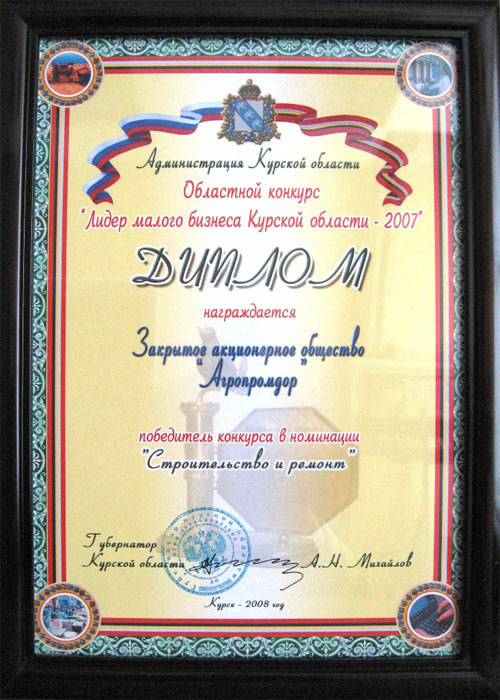 Администрация Курской области
Областной конкурс
"Лидер малого бизнеса Курской области - 2007"
ДИПЛОМ
награждается
Закрытое акционерное общество
"Агропромдор"
победитель конкурса в номинации
"Строительство и ремонт"
Губернатор
Курской области А.Н. Михайлов
Курск - 2008 год